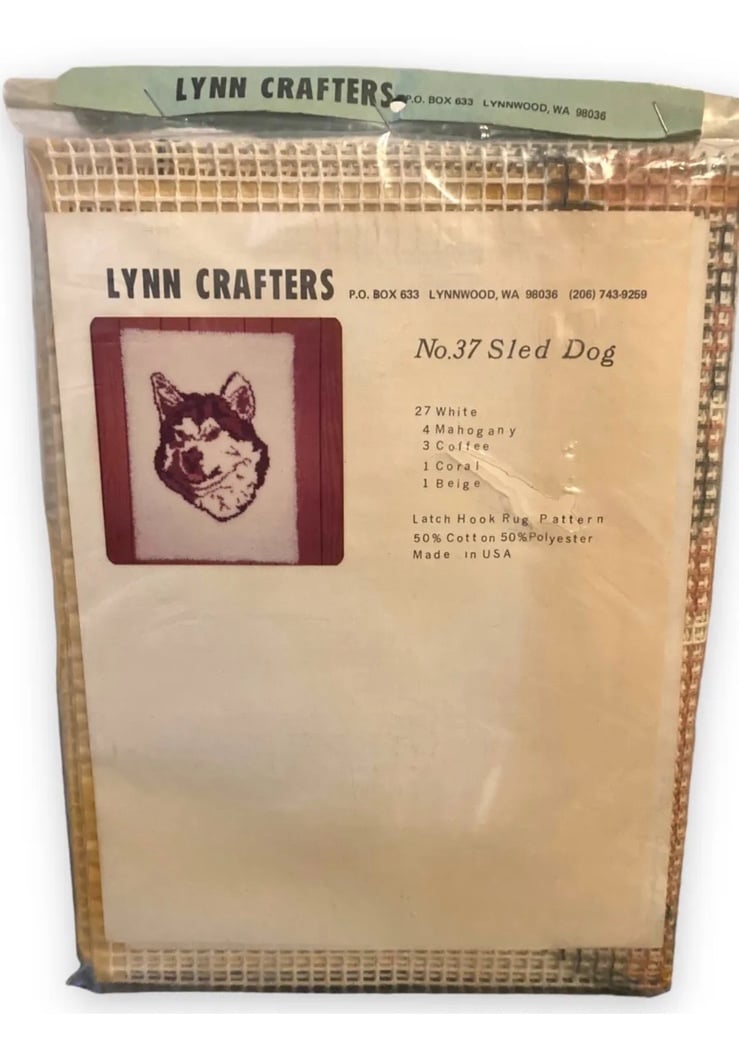 LYNN CRAFTERS P.O. BOX 633 LYNNWOOD, WA 98036
LYNN CRAFTERS P.O. BOX 633 LYNNWOOD, WA 98036 (206) 743-9259
No.37 Sled Dog
27 White
4 Mahogany
3 Coffee
1 Coral
1 Beige
Latch Hook Rug Pattern
50% Cotton 50% Polyester
Made in USA